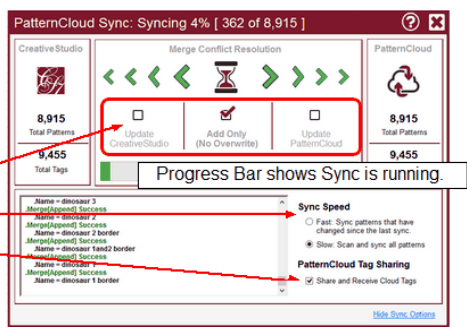 PatternCloud Sync: Syncing 4% [ 362 of 8,915 ]
CreativeStudio
Merge Conflict Resolution
PatternCloud
8,915
Total Patterns
9,455
Total Tags
Update
CreativeStudio
Add Only
(No Overwrite)
Update
PatternCloud
8,915
Total Patterns
9,455
Total Tags
Progress Bar shows Sync is running.
.Name = dinosaur 3
.Merge[Append] Success
.Name = dinosaur 2
.Merge[Append] Success
.Name = dinosaur 2 border
.Merge[Append] Success
.Name = dinosaur 1and2 border
.Merge[Append] Success
.Name = dinosaur 1 border
Sync Speed
Fast: Sync patterns that have
changed since the last sync.
Slow: Scan and sync all patterns
PatternCloud Tag Sharing
Share and Receive Cloud Tags
Hide Sync Options